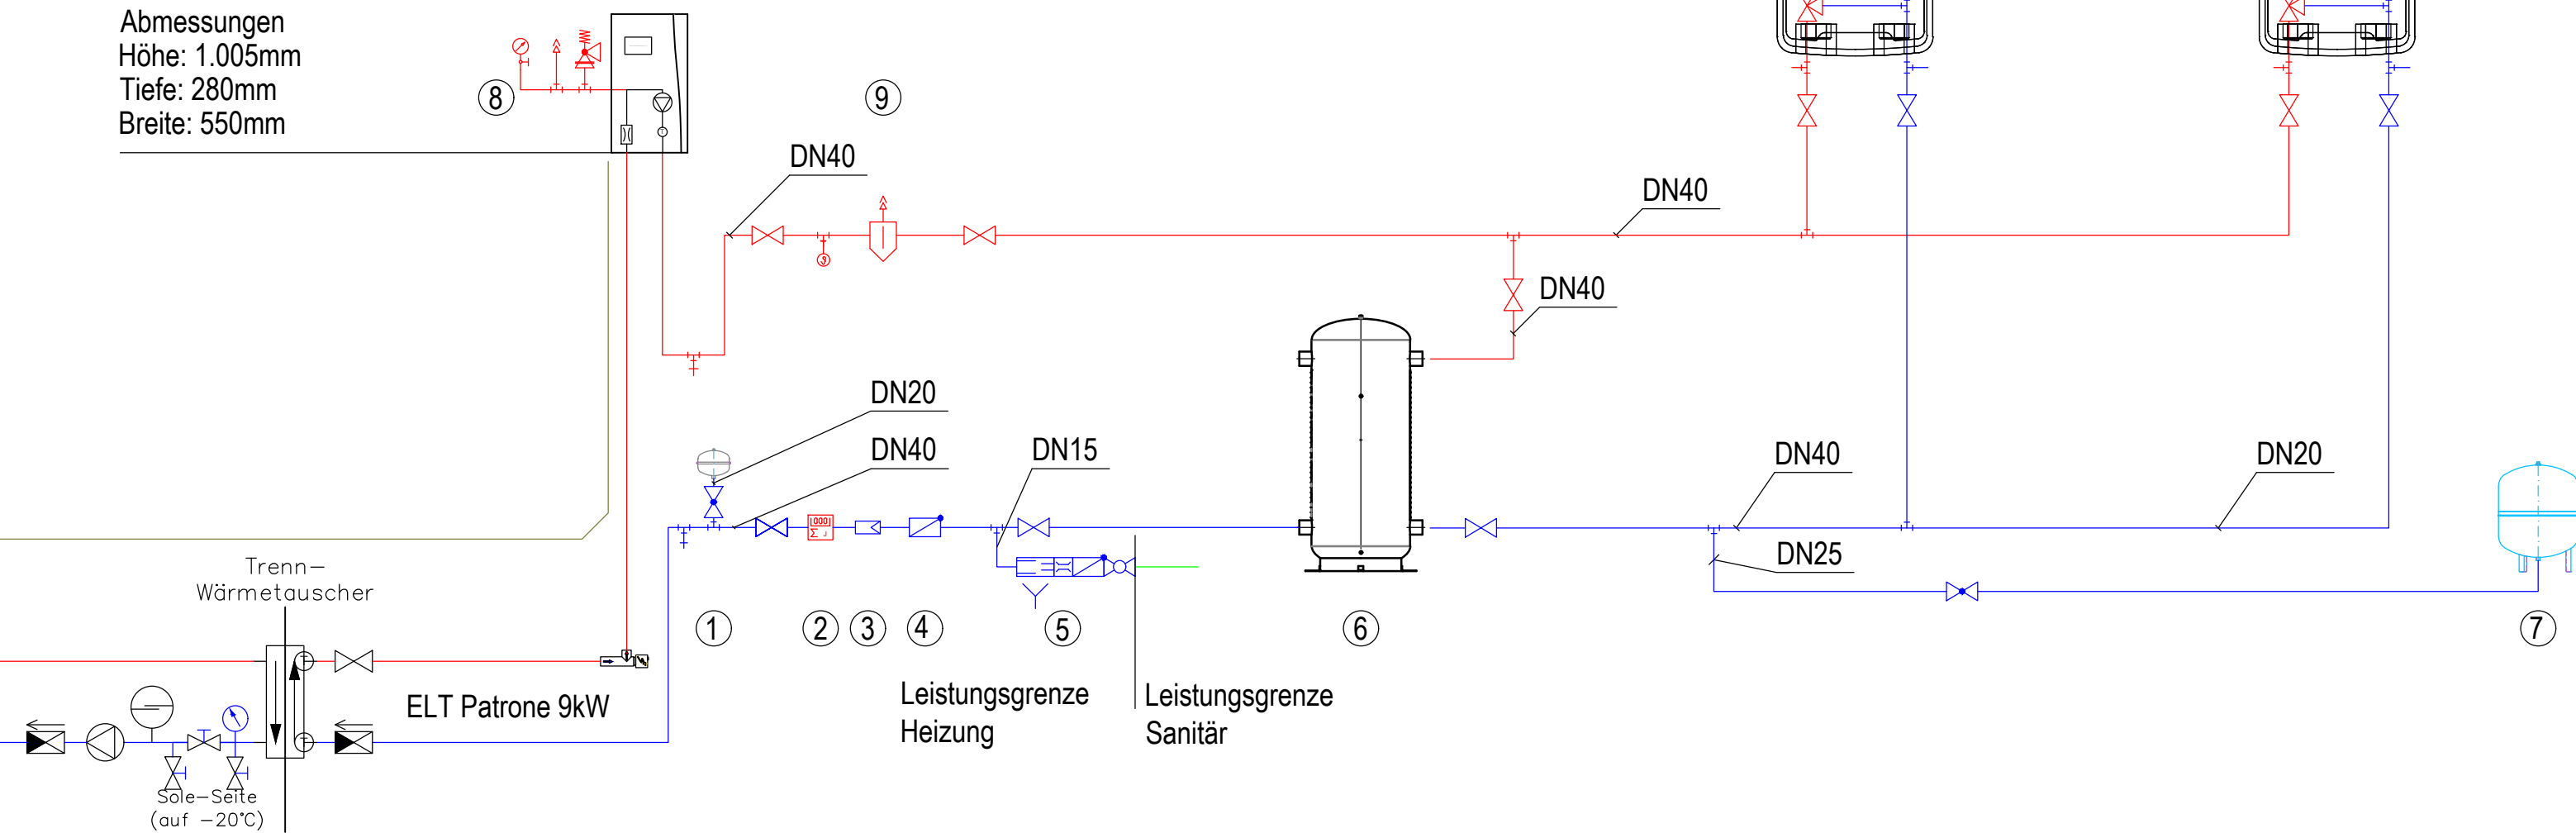 Abmessungen
Höhe: 1.005mm
Tiefe: 280mm
Breite: 550mm
8
9
DN40
DN40
DN40
DN20
DN40
DN15
DN40
DN20
DN25
Trenn-
Wärmetauscher
1
2
3
4
5
6
7
ELT Patrone 9kW
Leistungsgrenze
Heizung
Leistungsgrenze
Sanitär
Sole-Seite
(auf -20°C)